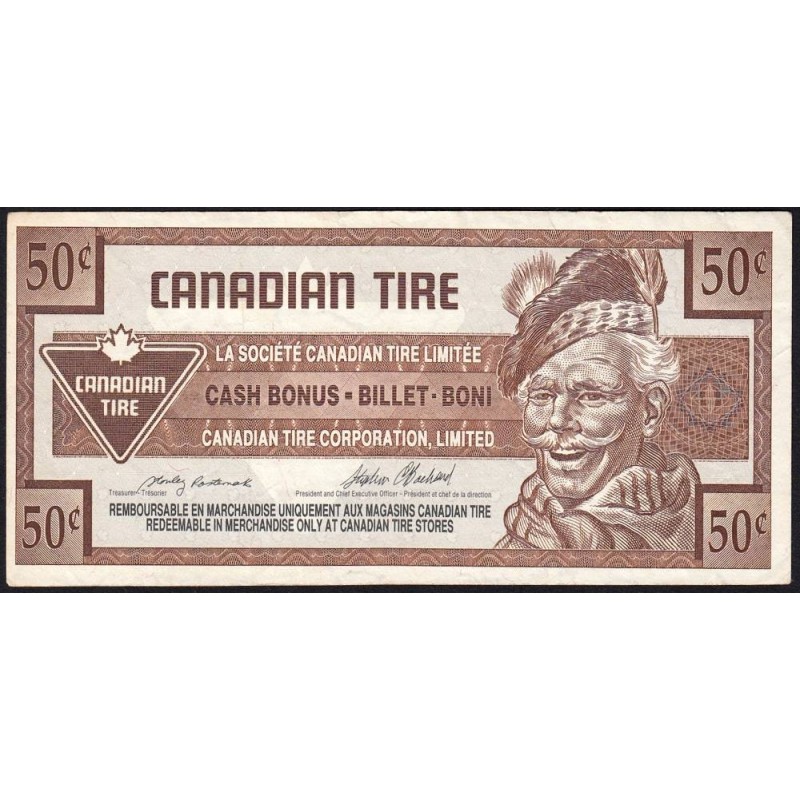 50¢
50¢
CANADIAN TIRE
CANADIAN
TIRE
LA SOCIÉTÉ CANADIAN TIRE LIMITÉE
CASH BONUS - BILLET - BONI
CANADIAN TIRE CORPORATION, LIMITED
Stanley Pasternak
Treasurer - Trésorier
President and Chief Executive Officer - Président et chef de la direction
50¢
REMBOURSABLE EN MARCHANDISE UNIQUEMENT AUX MAGASINS CANADIAN TIRE
REDEEMABLE IN MERCHANDISE ONLY AT CANADIAN TIRE STORES
50¢